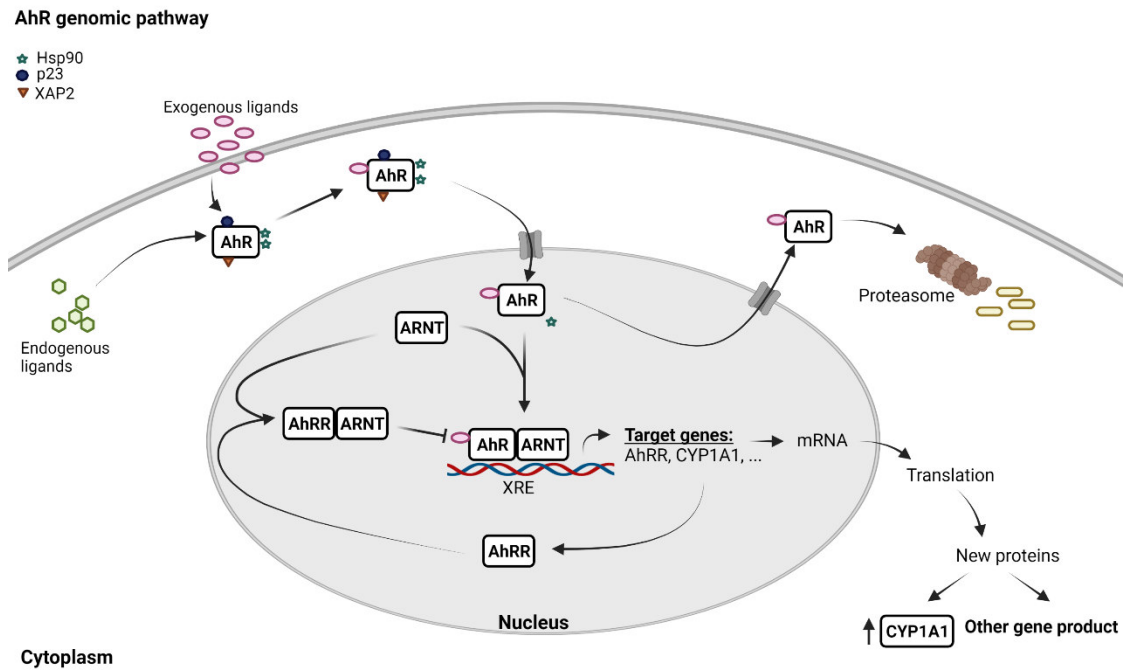 AhR genomic pathway
Hsp90
p23
XAP2
Exogenous ligands
AhR
AhR
AhR
Proteasome
Endogenous
ligands
AhR
ARNT
AhRR ARNT
AhR ARNT
XRE
Target genes:
AhRR, CYP1A1, ...
mRNA
Translation
AhRR
New proteins
Nucleus
CYP1A1
Other gene product
Cytoplasm